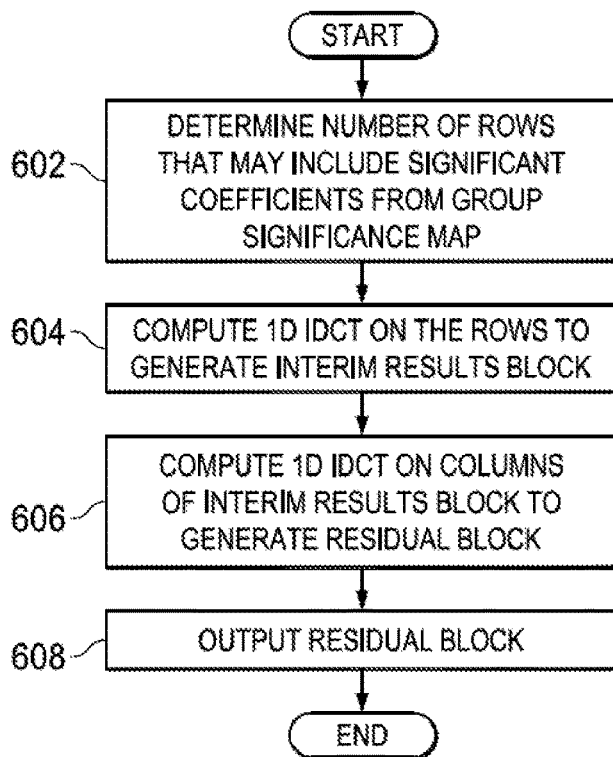 START
602
DETERMINE NUMBER OF ROWS
THAT MAY INCLUDE SIGNIFICANT
COEFFICIENTS FROM GROUP
SIGNIFICANCE MAP
604
COMPUTE 1D IDCT ON THE ROWS TO
GENERATE INTERIM RESULTS BLOCK
606
COMPUTE 1D IDCT ON COLUMNS
OF INTERIM RESULTS BLOCK TO
GENERATE RESIDUAL BLOCK
608
OUTPUT RESIDUAL BLOCK
END